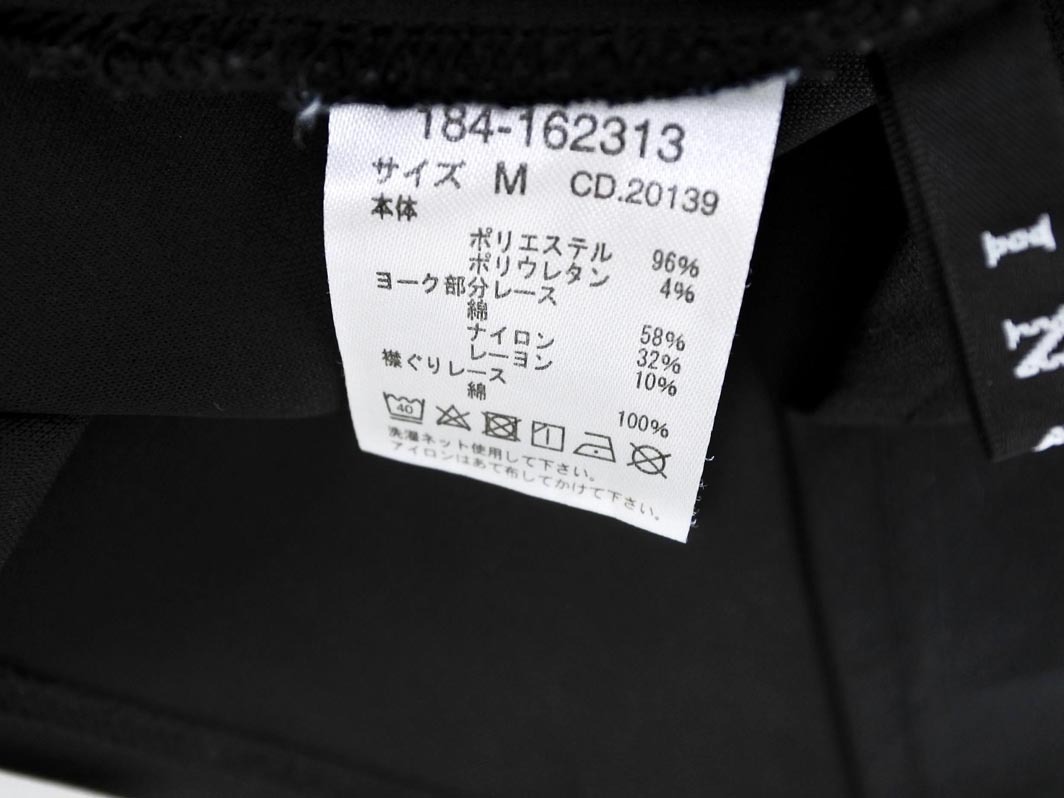 184-162313
サイズ M CD.20139
本体
ポリエステル 96%
ポリウレタン 4%
ヨーク部分レース
綿 58%
ナイロン 32%
レーヨン 10%
襟ぐりレース
綿 100%
40
洗濯ネット使用して下さい。
アイロンはあて布してかけて下さい。